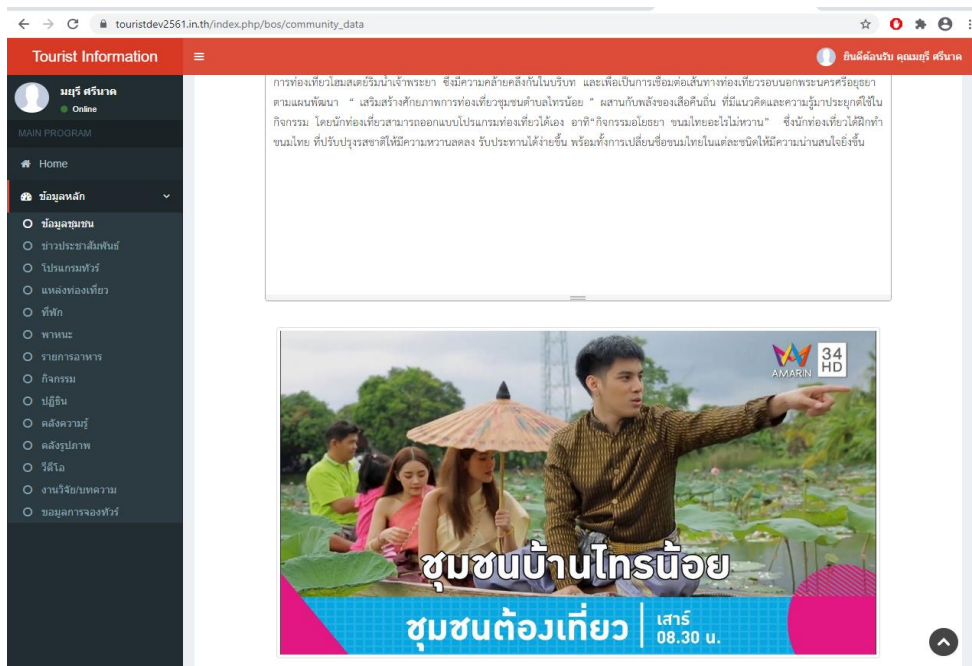 touristdev2561.in.th/index.php/bos/community_data
Tourist Information
ยินดีต้อนรับ คุณมยุรี ศรีนาค
มยุรี ศรีนาค
Online
MAIN PROGRAM
Home
ข้อมูลหลัก
ข้อมูลชุมชน
ข่าวประชาสัมพันธ์
โปรแกรมทัวร์
แหล่งท่องเที่ยว
ที่พัก
พาหนะ
รายการอาหาร
กิจกรรม
ปฏิธิน
คลังความรู้
คลังรูปภาพ
วีดีโอ
งานวิจัย/บทความ
ขอมูลการจองทัวร์
การท่องเที่ยวโฮมสเตย์ริมน้ำเจ้าพระยา ซึ่งมีความคล้ายคลึงกันในบริบท และเพื่อเป็นการเชื่อมต่อเส้นทางท่องเที่ยวรอบนอกพระนครศรีอยุธยา
ตามแผนพัฒนา " เสริมสร้างศักยภาพการท่องเที่ยวชุมชนตำบลไทรน้อย " ผสานกับพลังของเสือคืนถิ่น ที่มีแนวคิดและความรู้มาประยุกต์ใช้ใน
กิจกรรม โดยนักท่องเที่ยวสามารถออกแบบโปรแกรมท่องเที่ยวได้เอง อาทิ"กิจกรรมอโยธยา ขนมไทยอะไรไม่หวาน" ซึ่งนักท่องเที่ยวได้ฝึกทำ
ขนมไทย ที่ปรับปรุงรสชาติให้มีความหวานลดลง รับประทานได้ง่ายขึ้น พร้อมทั้งการเปลี่ยนชื่อขนมไทยในแต่ละชนิดให้มีความน่าสนใจยิ่งขึ้น
AMARIN
34
HD
ชุมชนบ้านไทรน้อย
ชุมชนต้องเที่ยว
เสาร์
08.30 น.